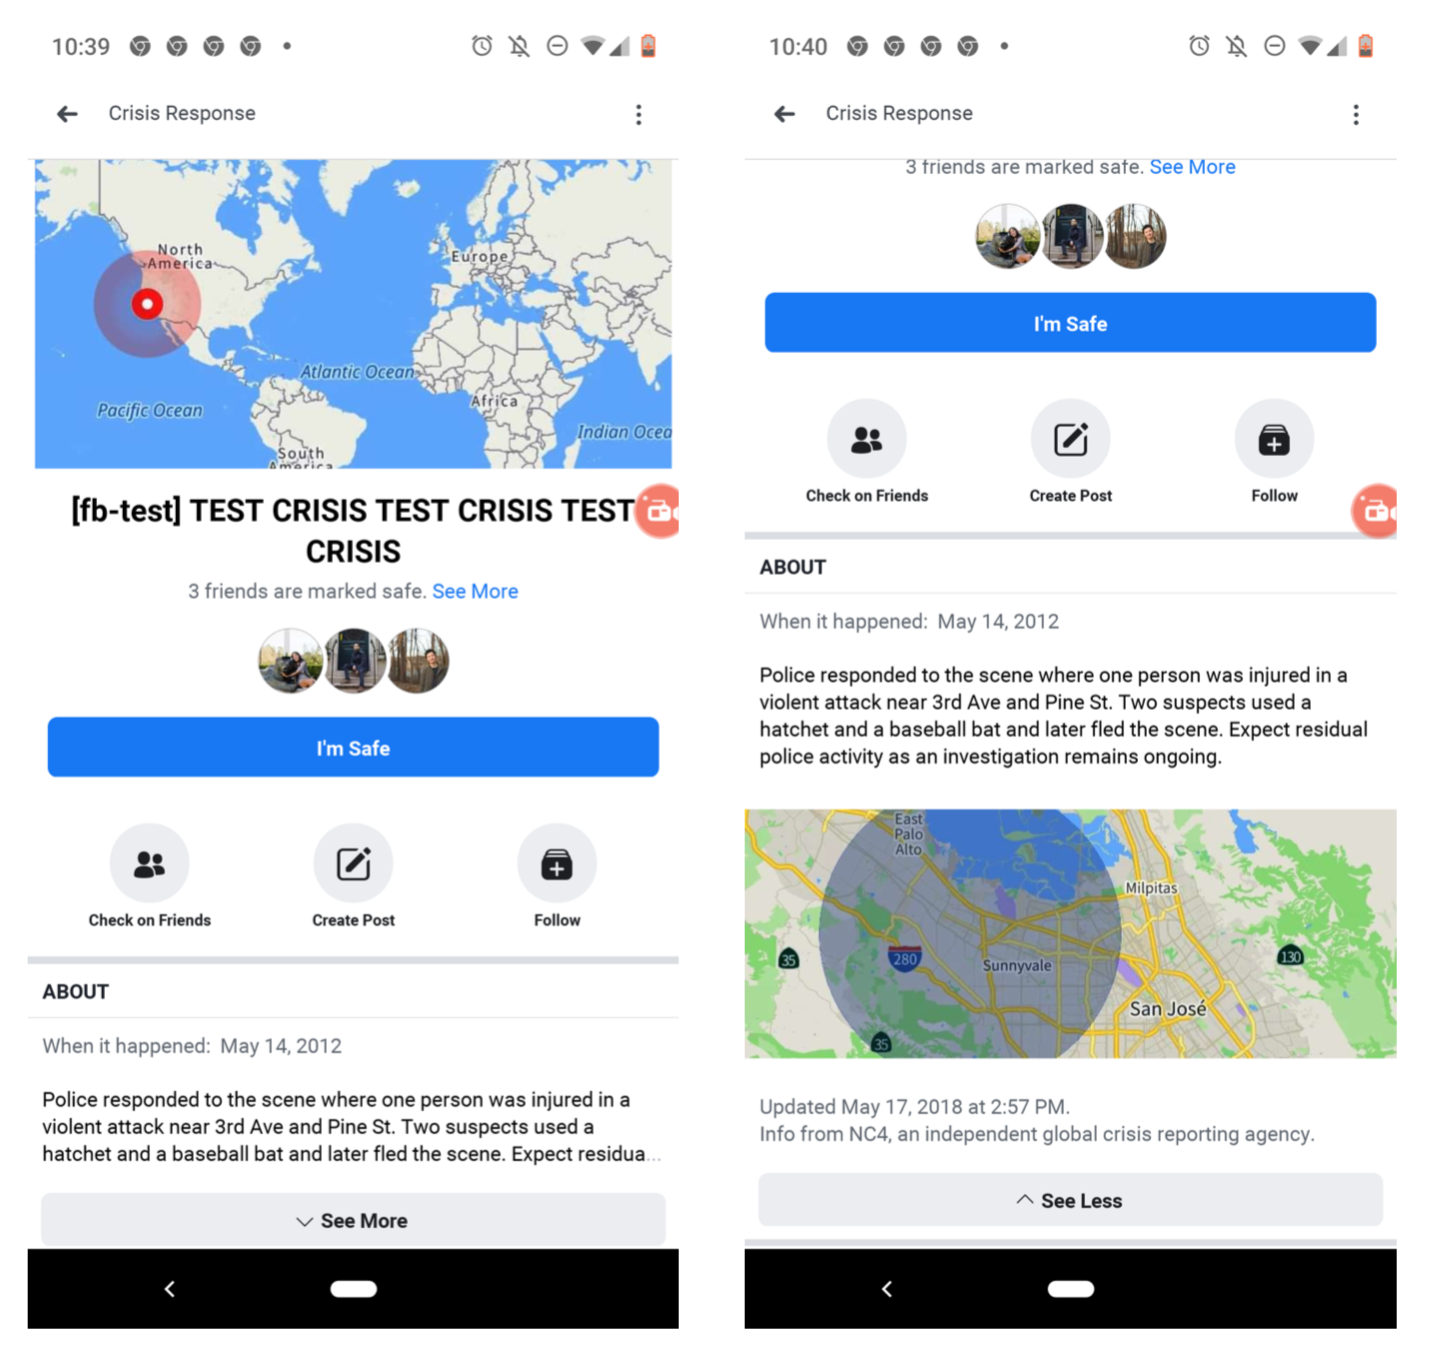 10:39
Crisis Response
North
America
Europe
Atlantic Ocean
Africa
Pacific Ocean
Indian Ocea
South
America
[fb-test] TEST CRISIS TEST CRISIS TEST
CRISIS
3 friends are marked safe. See More
I'm Safe
Check on Friends
Create Post
Follow
ABOUT
When it happened: May 14, 2012
Police responded to the scene where one person was injured in a
violent attack near 3rd Ave and Pine St. Two suspects used a
hatchet and a baseball bat and later fled the scene. Expect residua...
See More
10:40
Crisis Response
3 friends are marked safe. See More
I'm Safe
Check on Friends
Create Post
Follow
ABOUT
When it happened: May 14, 2012
Police responded to the scene where one person was injured in a
violent attack near 3rd Ave and Pine St. Two suspects used a
hatchet and a baseball bat and later fled the scene. Expect residual
police activity as an investigation remains ongoing.
East
Palo
Alto
Milpitas
35
280
Sunnyvale
130
San José
35
Updated May 17, 2018 at 2:57 PM.
Info from NC4, an independent global crisis reporting agency.
See Less